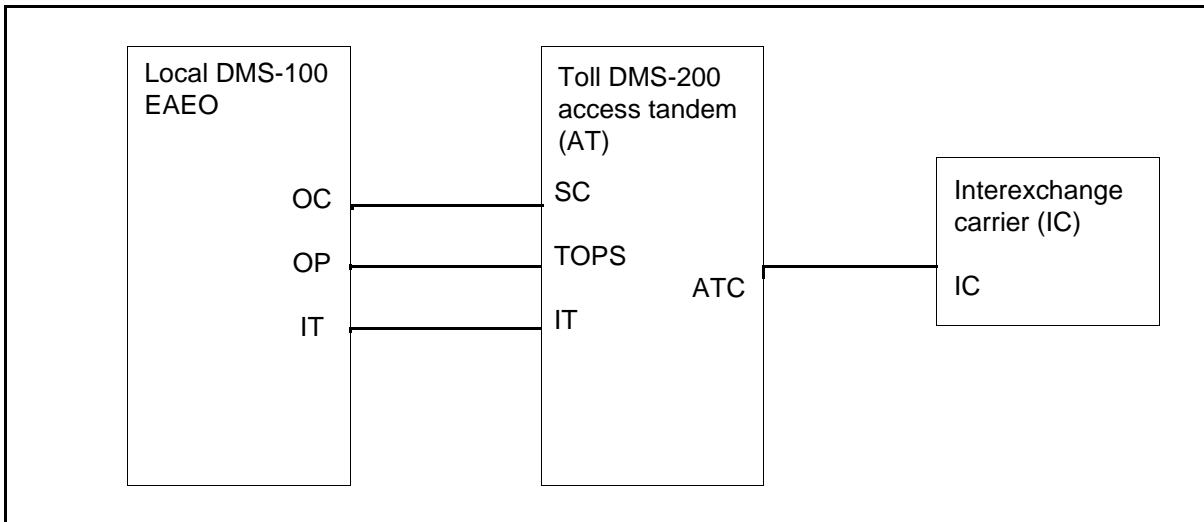 Local DMS-100
EAEO
OC
OP
IT
Toll DMS-200
access tandem
(AT)
SC
TOPS
IT
ATC
Interexchange
carrier (IC)
IC